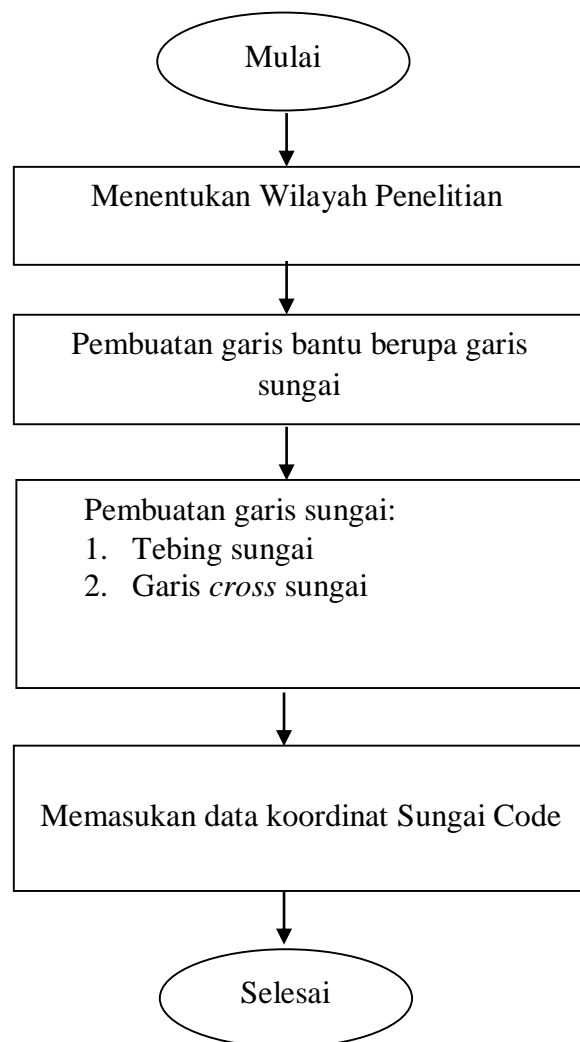 Mulai
Menentukan Wilayah Penelitian
Pembuatan garis bantu berupa garis
sungai
Pembuatan garis sungai:
1. Tebing sungai
2. Garis cross sungai
Memasukan data koordinat Sungai Code
Selesai